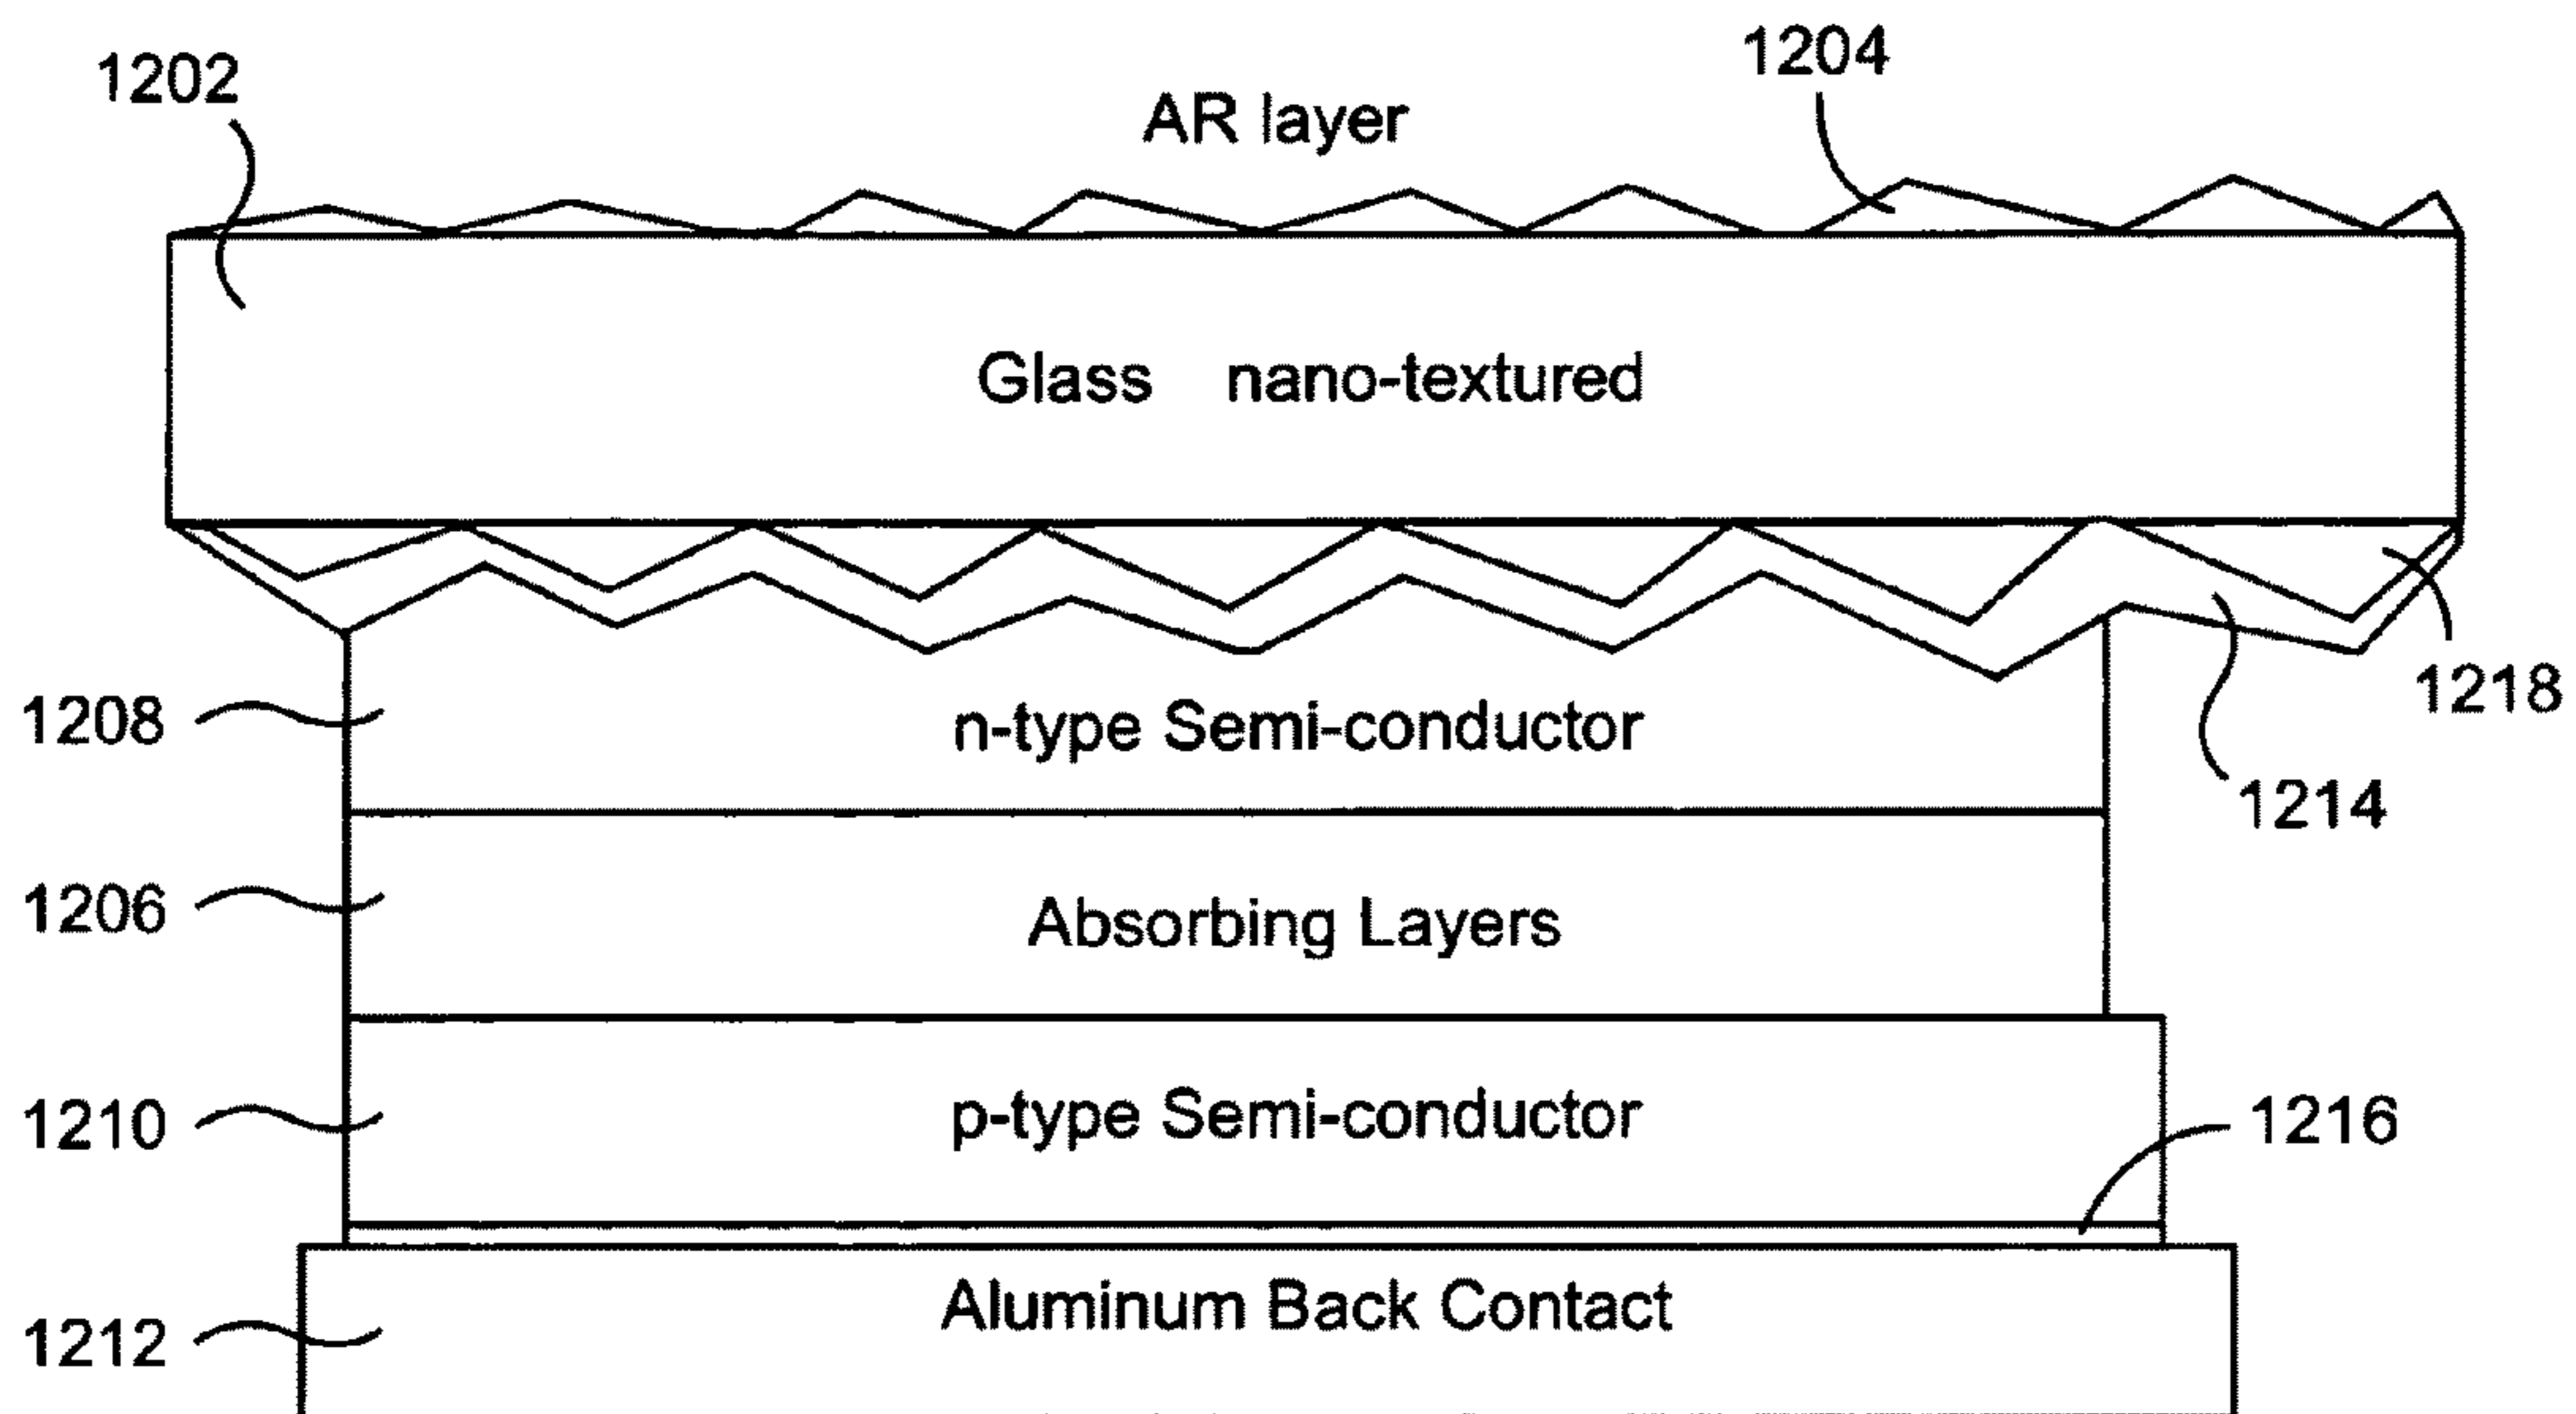 1204
1202
AR layer
Glass nano-textured
1218
1208
n-type Semi-conductor
1214
1206
Absorbing Layers
1210
p-type Semi-conductor
1216
Aluminum Back Contact
1212